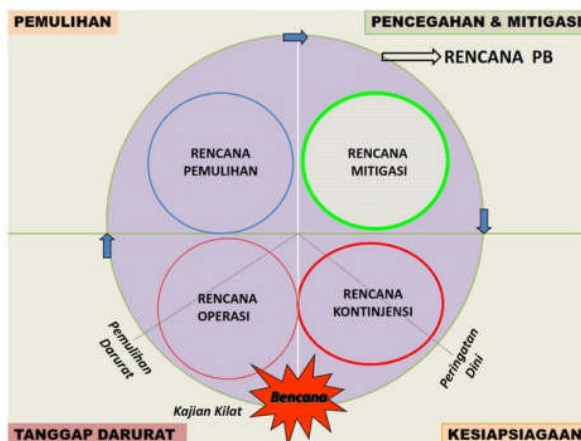 PEMULIHAN
PENCEGAHAN & MITIGASI
RENCANA PB
RENCANA
PEMULIHAN
RENCANA
MITIGASI
RENCANA
OPERASI
RENCANA
KONTINJENSI
Pemulihan
Darurat
Peringatan
Dini
Kajian Kilat
Bencana
TANGGAP DARURAT
KESIAPSIAGAAN